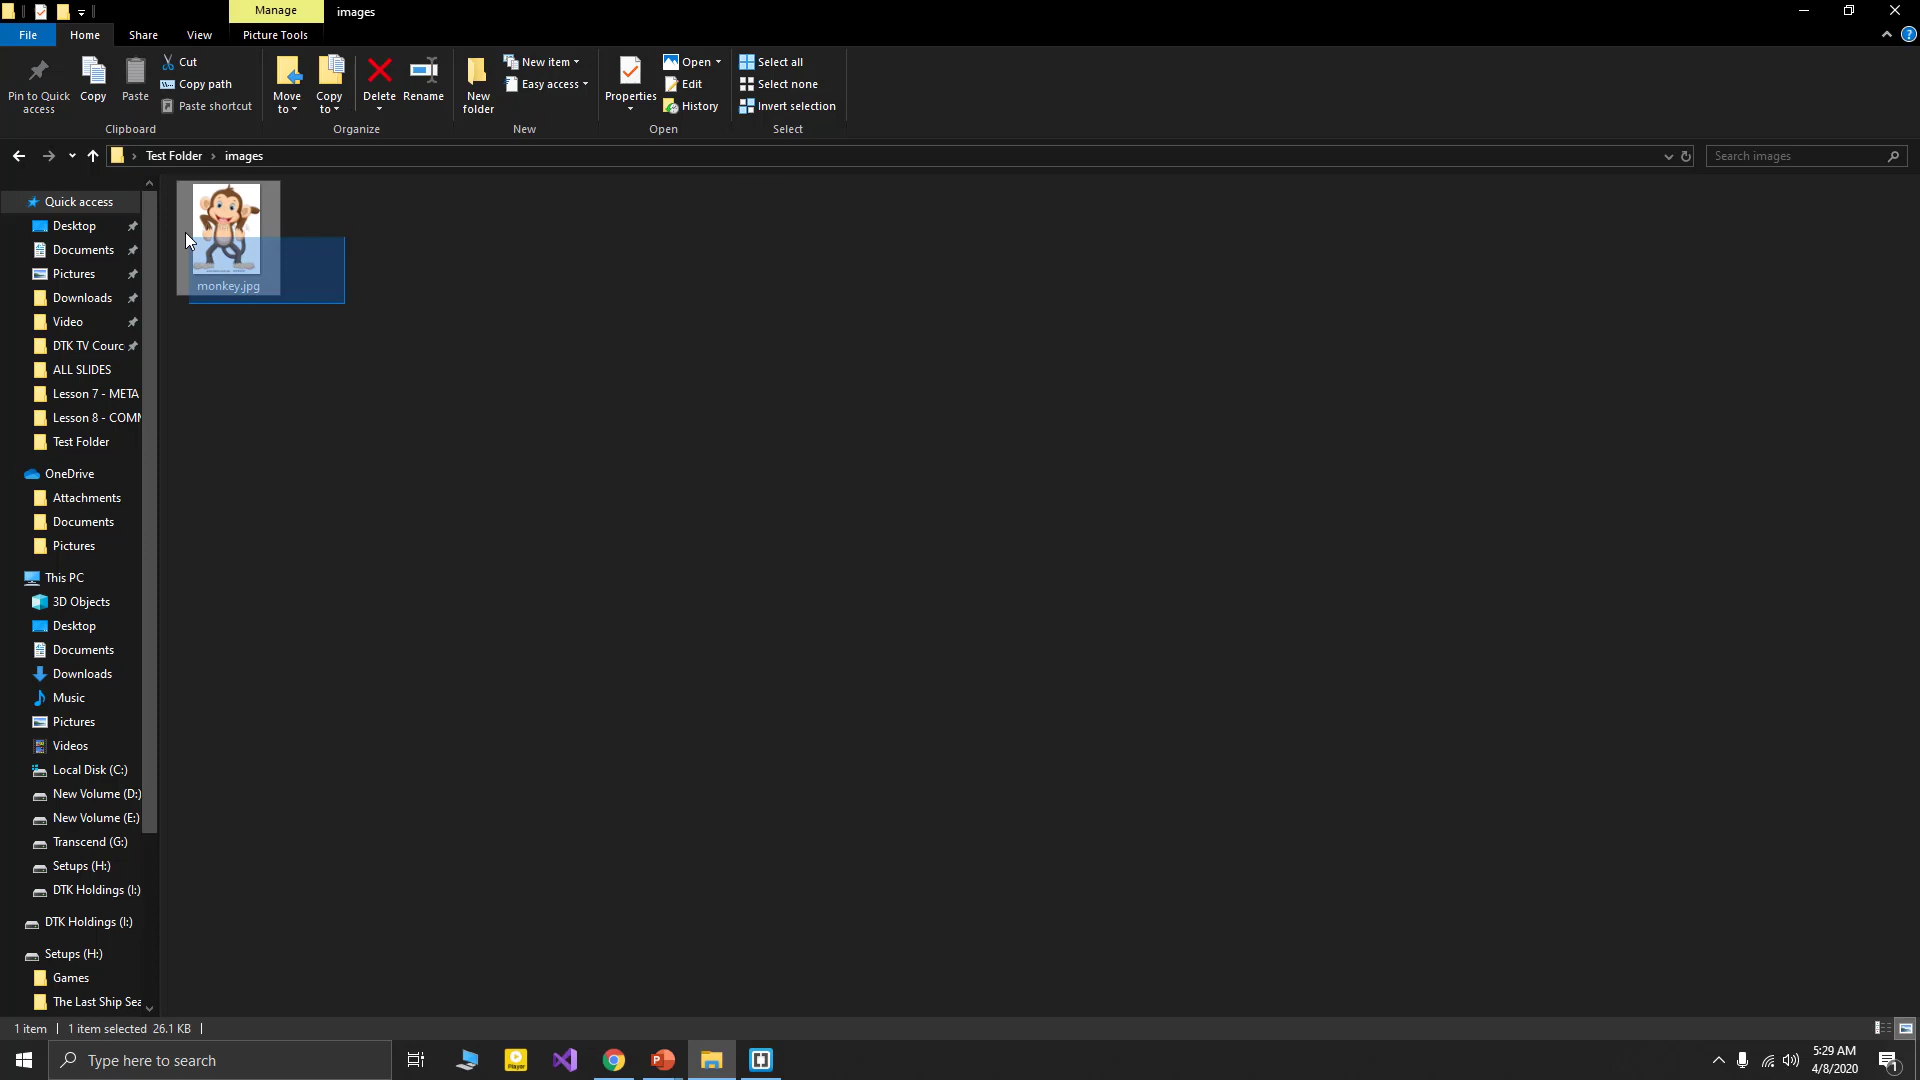 Manage
images
File
Home
Share
View
Picture Tools
Pin to Quick access
Copy
Paste
Cut
Copy path
Paste shortcut
Clipboard
Move to
Copy to
Delete
Rename
Organize
New folder
New item
Easy access
New
Properties
Open
Edit
History
Open
Select all
Select none
Invert selection
Select
Test Folder
images
Search images
Quick access
Desktop
Documents
Pictures
Downloads
Video
DTK TV Courc
ALL SLIDES
Lesson 7 - META
Lesson 8 - COMM
Test Folder
OneDrive
Attachments
Documents
Pictures
This PC
3D Objects
Desktop
Documents
Downloads
Music
Pictures
Videos
Local Disk (C:)
New Volume (D:)
New Volume (E:)
Transcend (G:)
Setups (H:)
DTK Holdings (I:)
DTK Holdings (I:)
Setups (H:)
Games
The Last Ship Sea
monkey.jpg
1 item
1 item selected 26.1 KB
Type here to search
Player
5:29 AM
4/8/2020
1